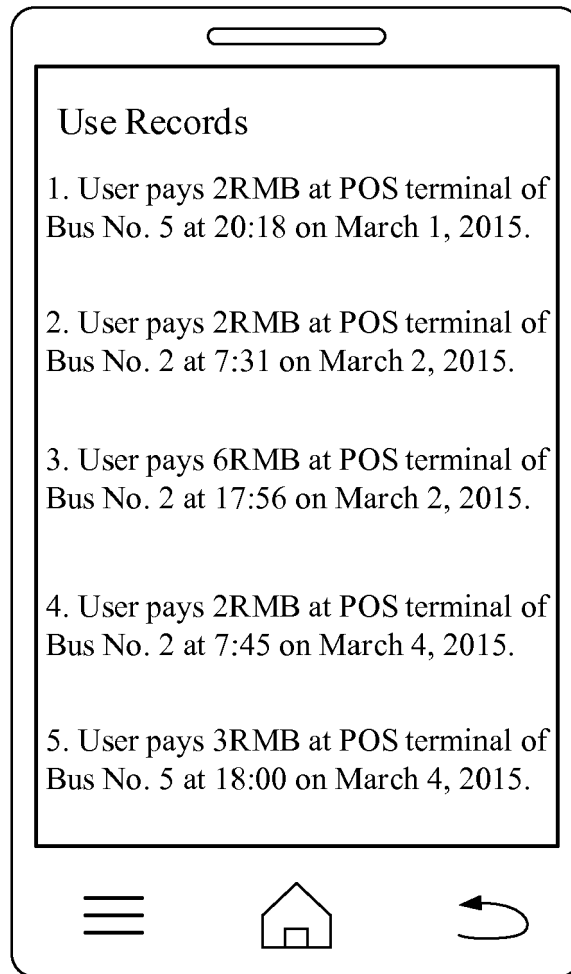 Use Records
1. User pays 2RMB at POS terminal of
Bus No. 5 at 20:18 on March 1, 2015.
2. User pays 2RMB at POS terminal of
Bus No. 2 at 7:31 on March 2, 2015.
3. User pays 6RMB at POS terminal of
Bus No. 2 at 17:56 on March 2, 2015.
4. User pays 2RMB at POS terminal of
Bus No. 2 at 7:45 on March 4, 2015.
5. User pays 3RMB at POS terminal of
Bus No. 5 at 18:00 on March 4, 2015.